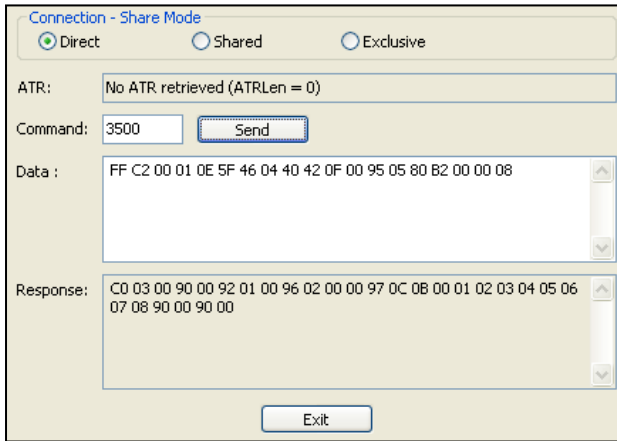 Connection - Share Mode
Direct Shared Exclusive
ATR: No ATR retrieved (ATRLen = 0)
Command: 3500 Send
Data : FF C2 00 01 0E 5F 46 04 40 42 0F 00 95 05 80 B2 00 00 08
Response: C0 03 00 90 00 92 01 00 96 02 00 00 97 0C 0B 00 01 02 03 04 05 06
07 08 90 00 90 00
Exit